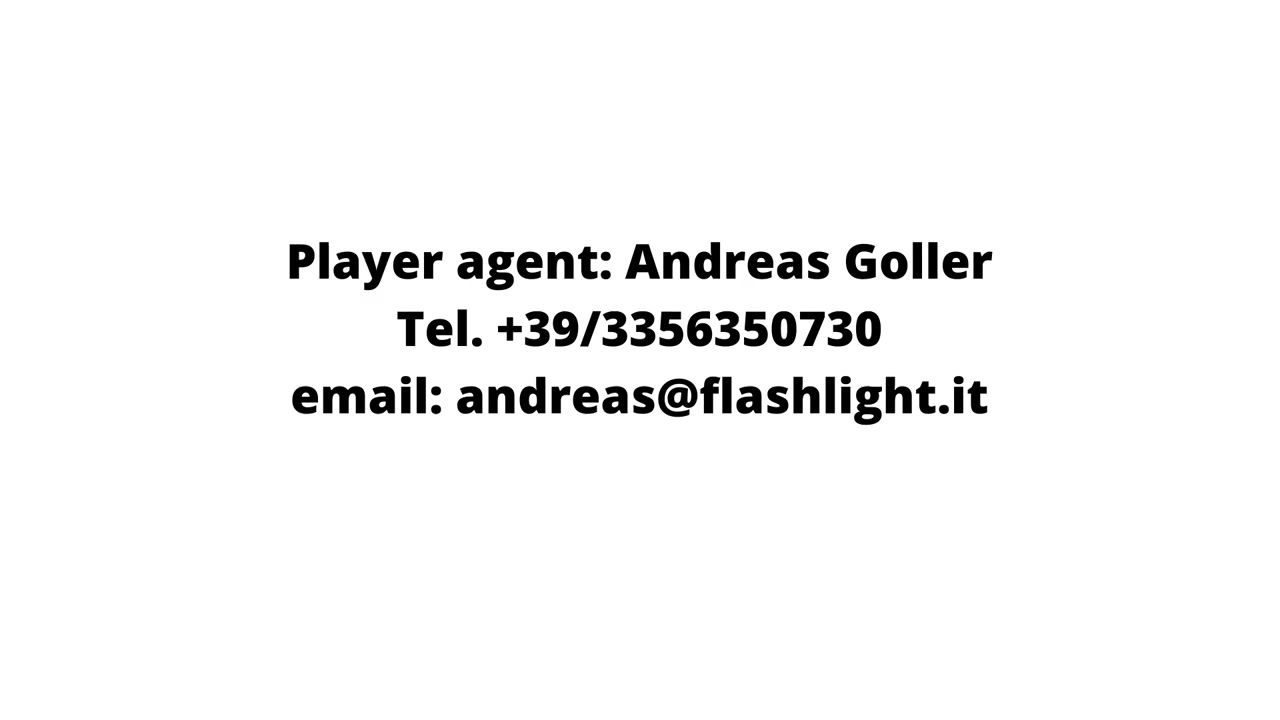 Player agent: Andreas Goller
Tel. +39/3356350730
email: andreas@flashlight.it